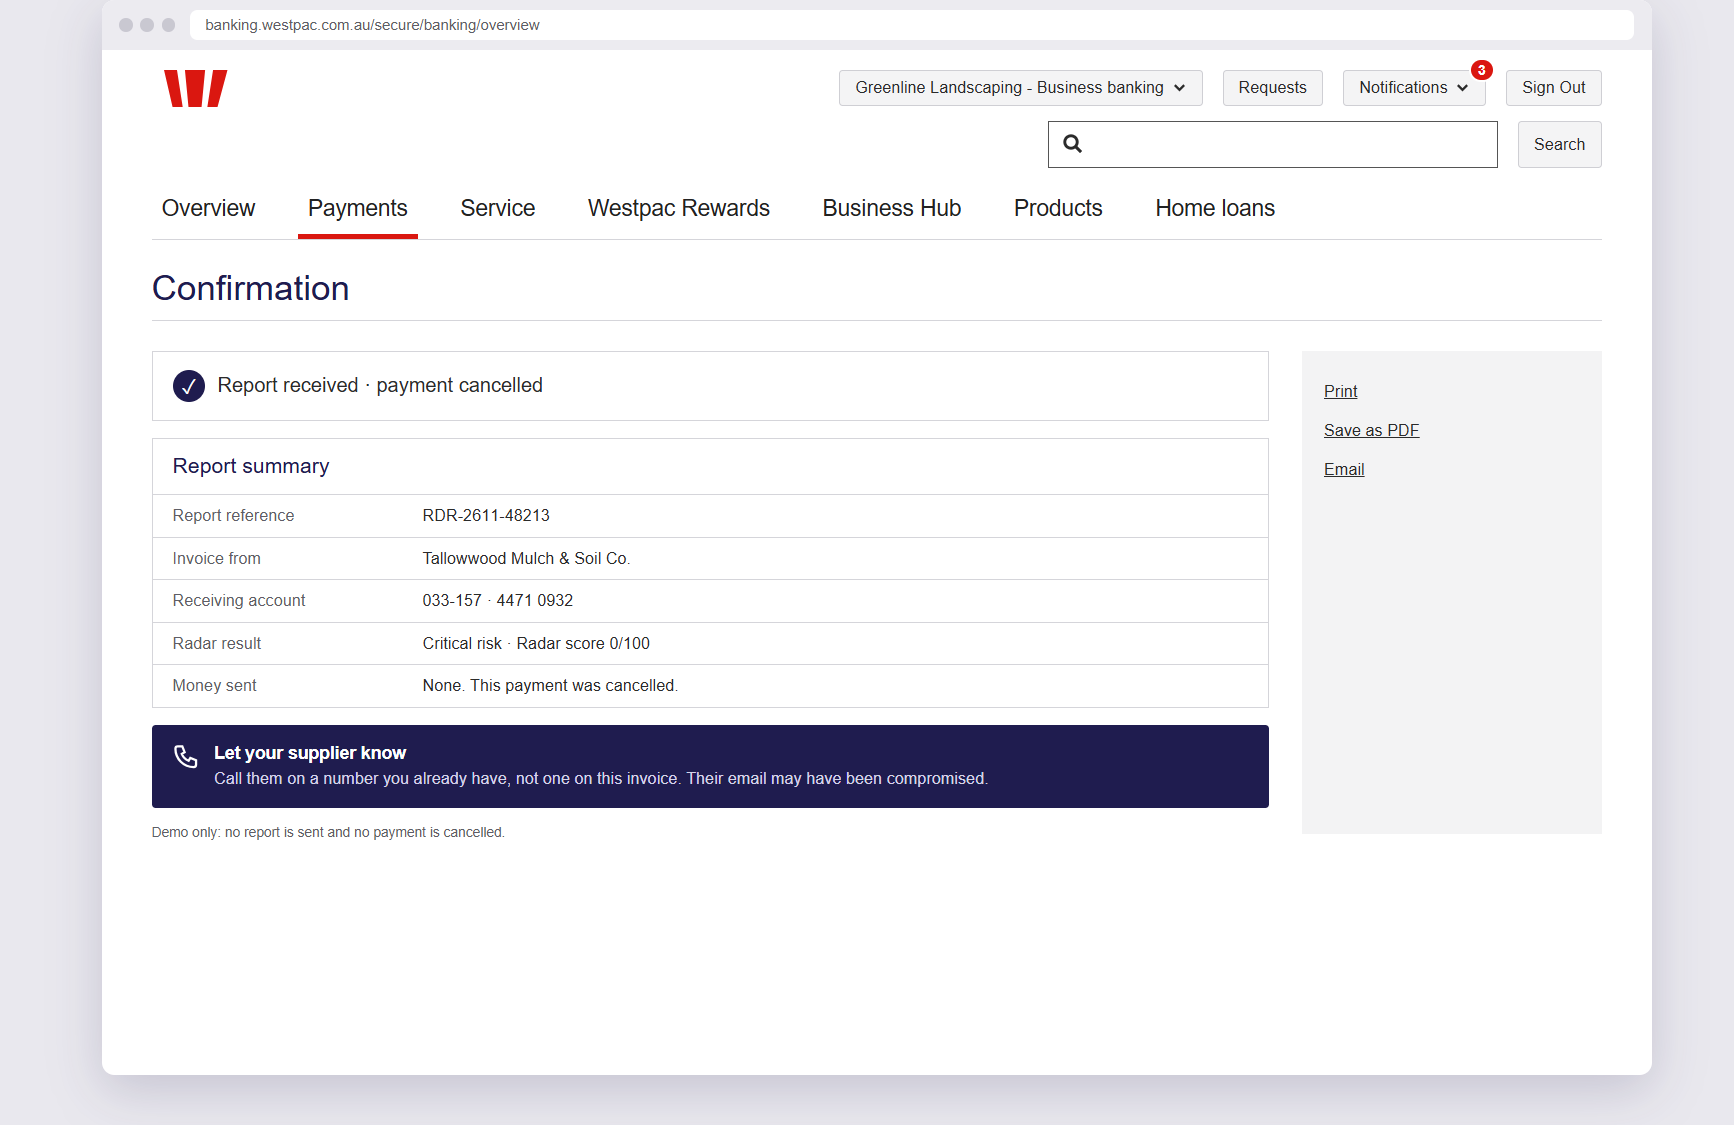 banking.westpac.com.au/secure/banking/overview
Greenline Landscaping - Business banking
Requests
Notifications
3
Sign Out
Search
Overview
Payments
Service
Westpac Rewards
Business Hub
Products
Home loans
Confirmation
Report received · payment cancelled
Report summary
Report reference RDR-2611-48213
Invoice from Tallowwood Mulch & Soil Co.
Receiving account 033-157 · 4471 0932
Radar result Critical risk · Radar score 0/100
Money sent None. This payment was cancelled.
Let your supplier know
Call them on a number you already have, not one on this invoice. Their email may have been compromised.
Demo only: no report is sent and no payment is cancelled.
Print
Save as PDF
Email